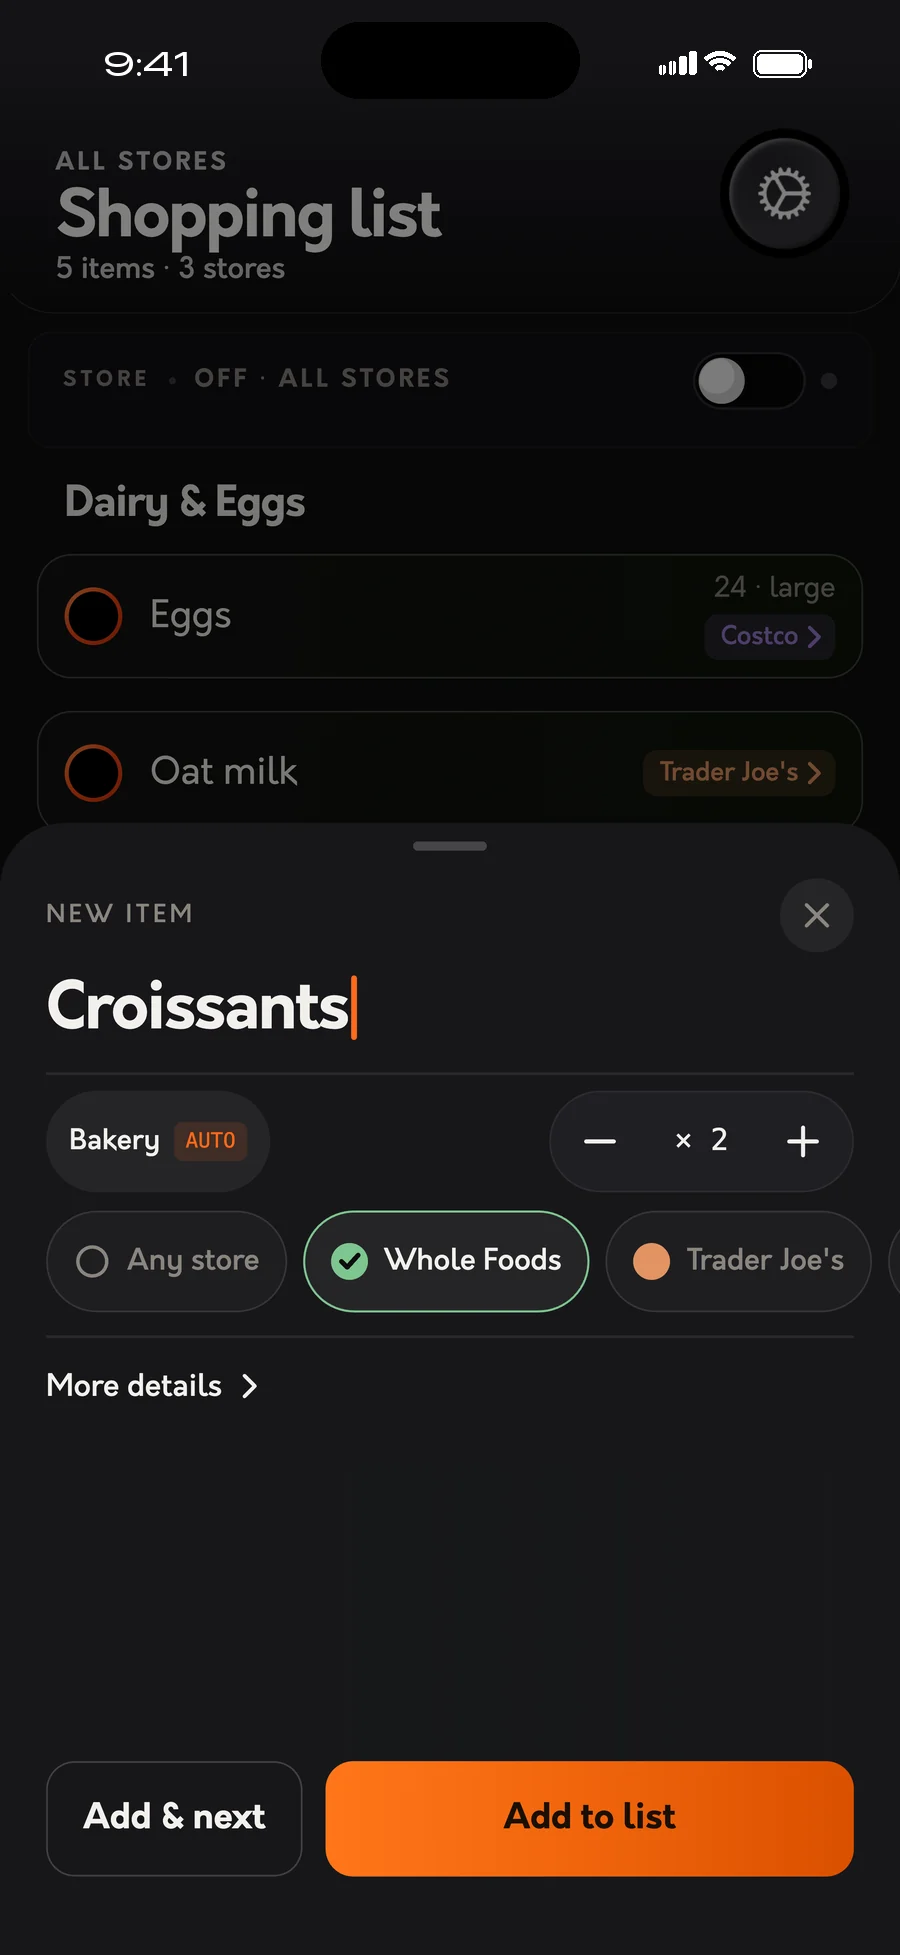 9:41
ALL STORES
Shopping list
5 items · 3 stores
STORE • OFF · ALL STORES
Dairy & Eggs
Eggs
24 · large
Costco
Oat milk
Trader Joe's
NEW ITEM
Croissants
Bakery AUTO
× 2
Any store
Whole Foods
Trader Joe's
More details
Add & next
Add to list